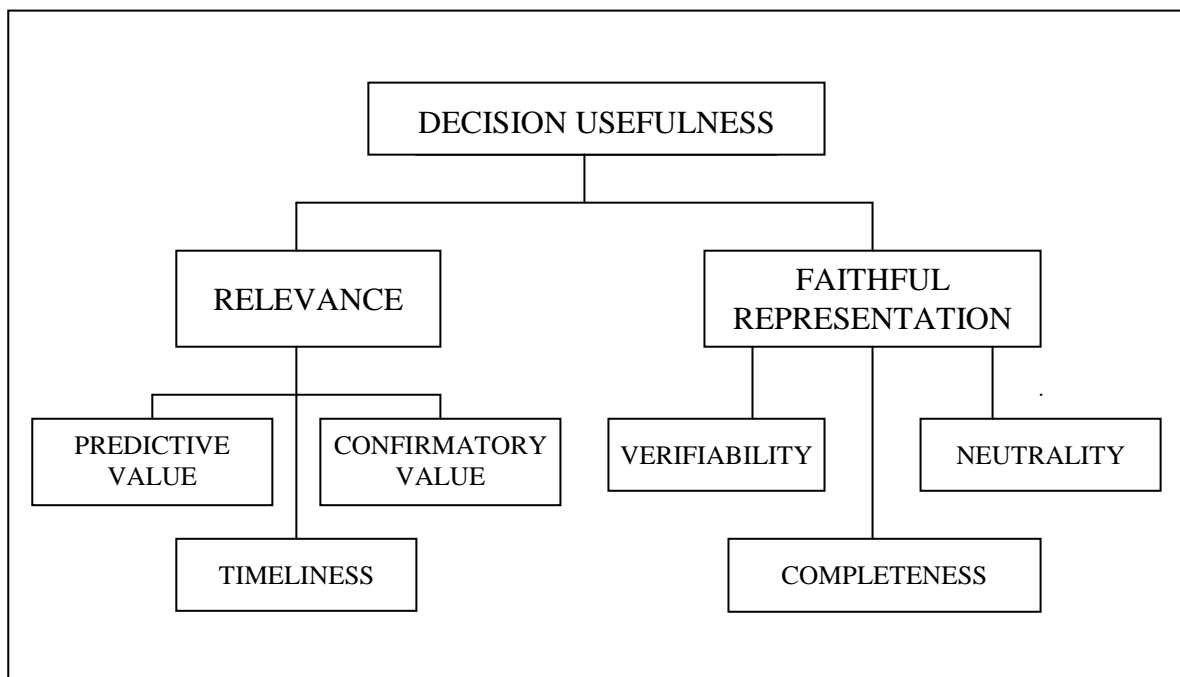 DECISION USEFULNESS
RELEVANCE
FAITHFUL
REPRESENTATION
PREDICTIVE
VALUE
CONFIRMATORY
VALUE
VERIFIABILITY
NEUTRALITY
TIMELINESS
COMPLETENESS